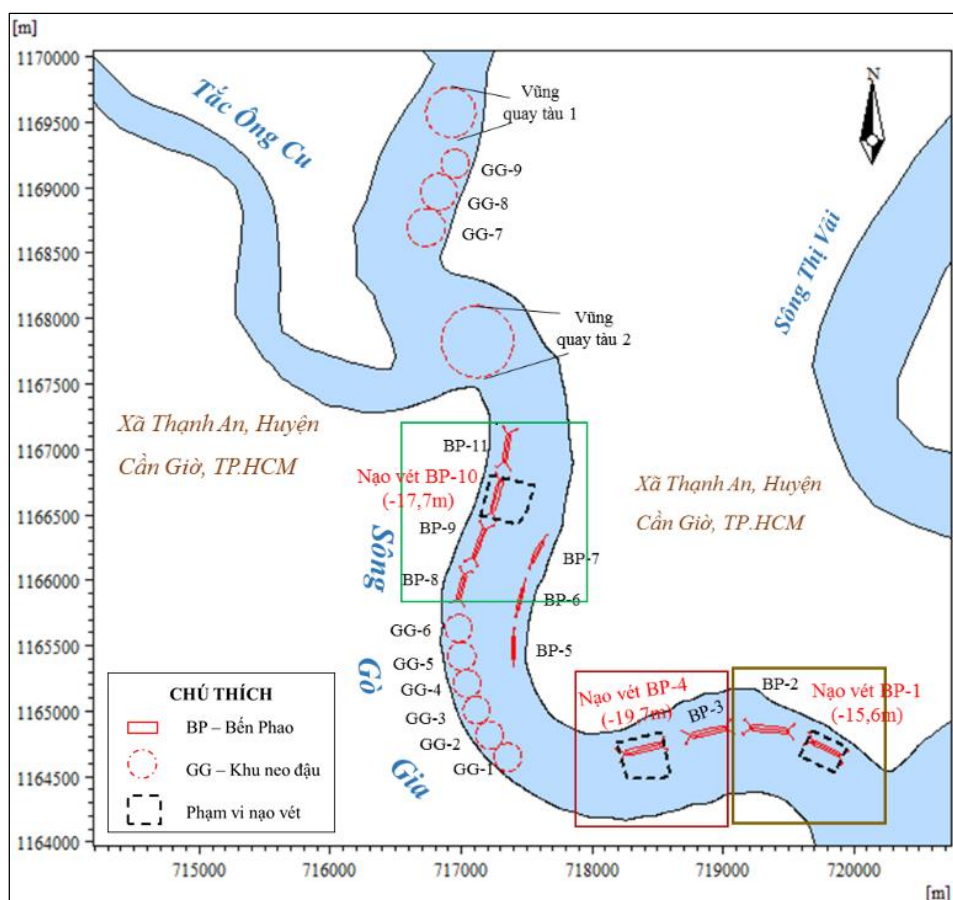 [m]
1170000
1169500
1169000
1168500
1168000
1167500
1167000
1166500
1166000
1165500
1165000
1164500
1164000
715000
716000
717000
718000
719000
720000
[m]
N
Tắc Ông Cu
Vũng
quay tàu 1
GG-9
GG-8
GG-7
Sông Thị Vải
Vũng
quay tàu 2
Xã Thạnh An, Huyện
Cần Giờ, TP.HCM
BP-11
Nạo vét BP-10
(-17,7m)
Xã Thạnh An, Huyện
Cần Giờ, TP.HCM
BP-9
BP-7
BP-8
BP-6
BP-5
Sông
Gò
Gia
GG-6
GG-5
GG-4
GG-3
GG-2
GG-1
Nạo vét BP-4
(-19,7m)
BP-3
BP-2
Nạo vét BP-1
(-15,6m)
CHÚ THÍCH
BP – Bến Phao
GG – Khu neo đậu
Phạm vi nạo vét